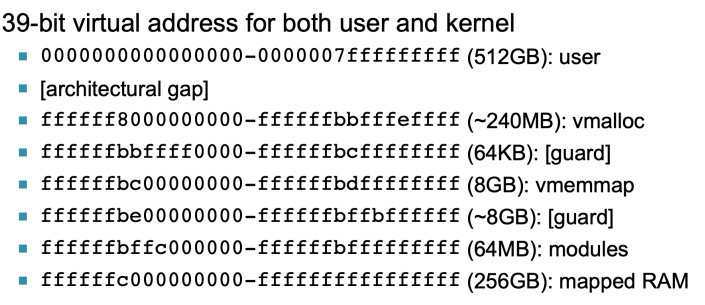 39-bit virtual address for both user and kernel
0000000000000000-0000007fffffffff (512GB): user
[architectural gap]
ffffff8000000000-ffffffbbfffeffff (~240MB): vmalloc
ffffffbbffff0000-ffffffbcffffffff (64KB): [guard]
ffffffbc00000000-ffffffbdffffffff (8GB): vmemmap
ffffffbe00000000-ffffffbffbffffff (~8GB): [guard]
ffffffbffc000000-ffffffbfffffffff (64MB): modules
ffffffc000000000-ffffffffffffffff (256GB): mapped RAM